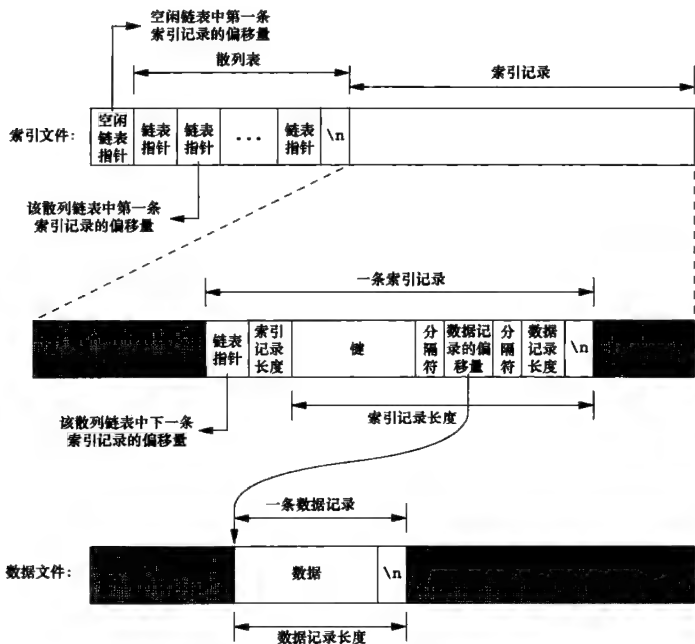 空闲链表中第一条
索引记录的偏移量
散列表
索引记录
索引文件:
空闲
链表
指针
链表
指针
链表
指针
...
链表
指针
\n
该散列链表中第一条
索引记录的偏移量
一条索引记录
链表
指针
索引
记录
长度
键
分
隔
符
数据记
录的偏
移量
分
隔
符
数据
记录
长度
\n
该散列链表中下一条
索引记录的偏移量
索引记录长度
一条数据记录
数据文件:
数据
\n
数据记录长度